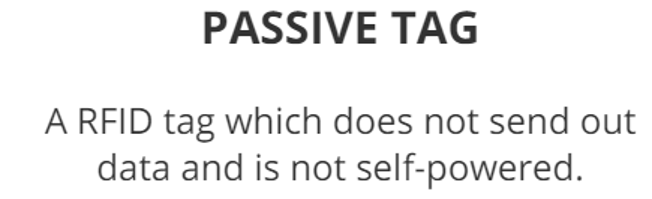 PASSIVE TAG
A RFID tag which does not send out
data and is not self-powered.